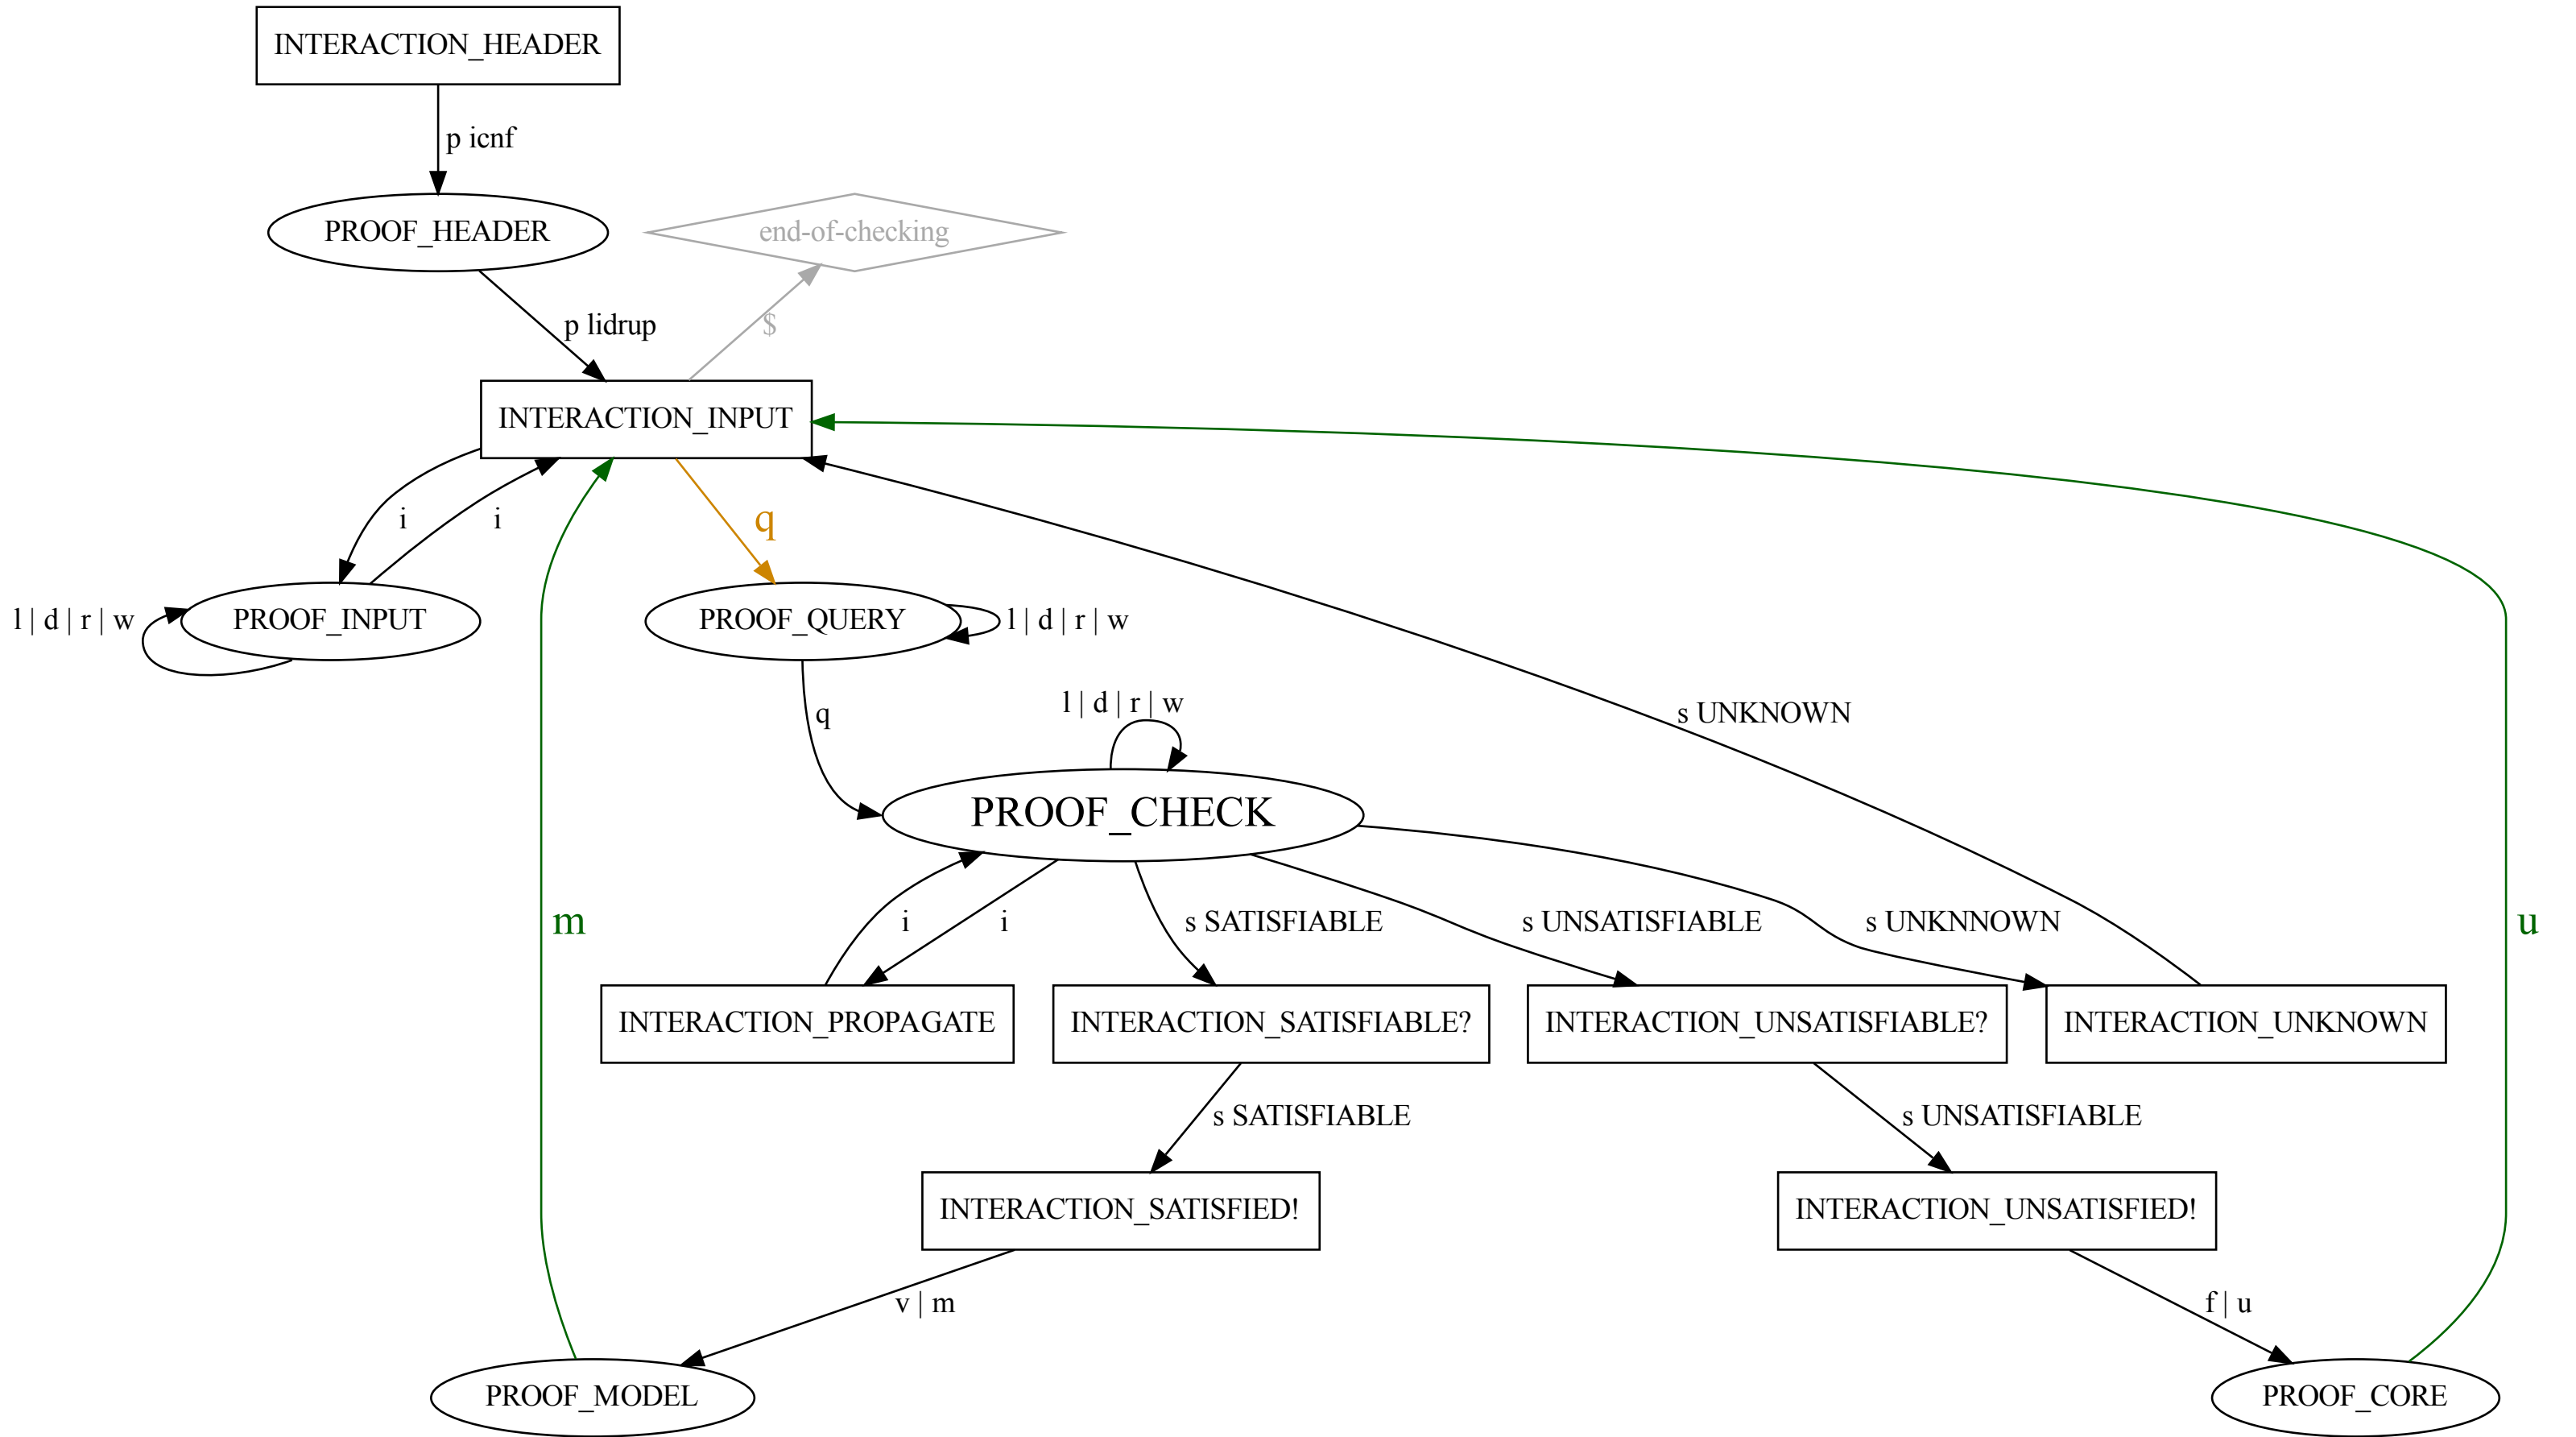 INTERACTION_HEADER
p icnf
PROOF_HEADER
end-of-checking
p lidrup
$
INTERACTION_INPUT
i
i
q
l | d | r | w
PROOF_INPUT
PROOF_QUERY
l | d | r | w
l | d | r | w
q
s UNKNOWN
PROOF_CHECK
m
i
i
s SATISFIABLE
s UNSATISFIABLE
s UNKNNOWN
u
INTERACTION_PROPAGATE
INTERACTION_SATISFIABLE?
INTERACTION_UNSATISFIABLE?
INTERACTION_UNKNOWN
s SATISFIABLE
s UNSATISFIABLE
INTERACTION_SATISFIED!
INTERACTION_UNSATISFIED!
v | m
f | u
PROOF_MODEL
PROOF_CORE